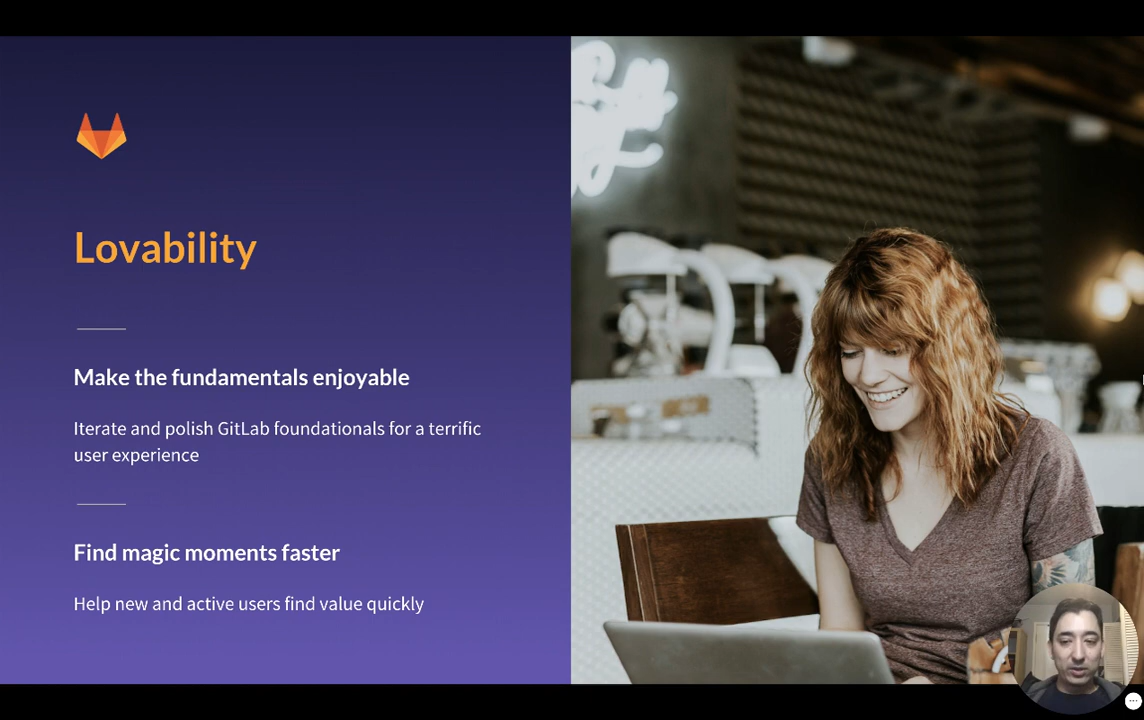 Lovability
Make the fundamentals enjoyable
Iterate and polish GitLab foundationals for a terrific
user experience
Find magic moments faster
Help new and active users find value quickly